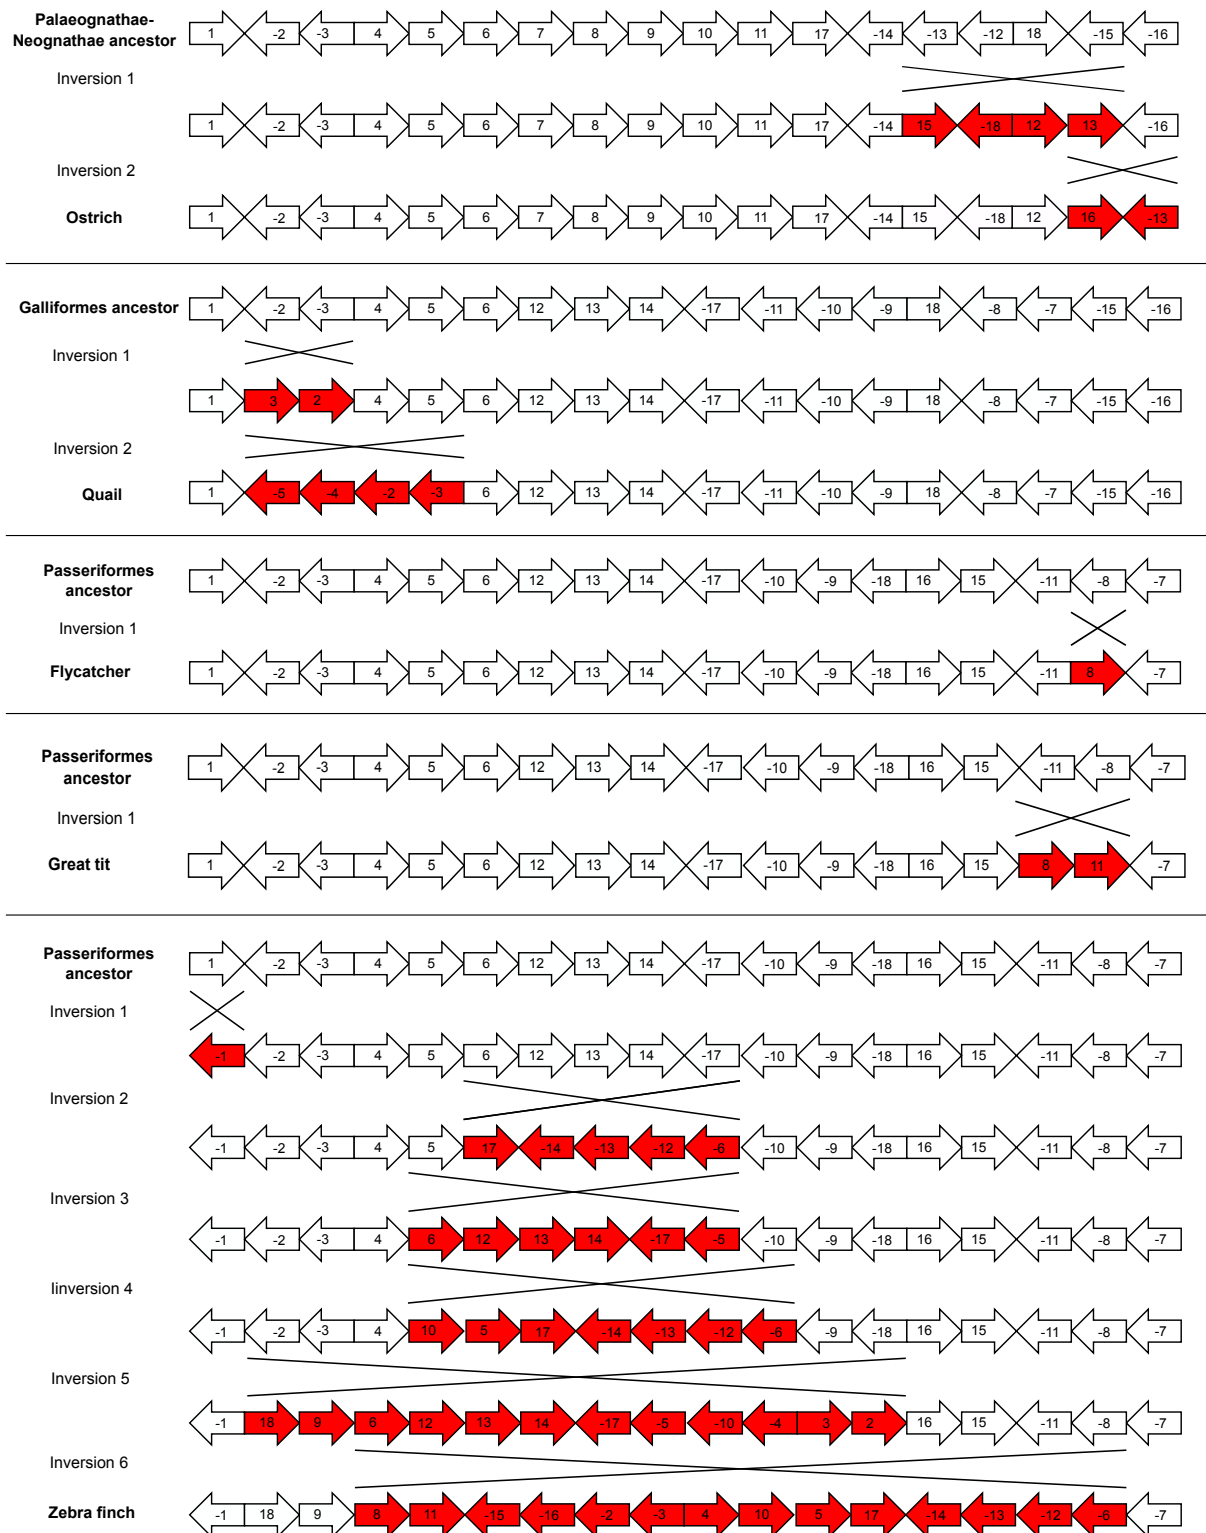 Palaeognathae-
Neognathae ancestor
1 -2 -3 4 5 6 7 8 9 10 11 17 -14 -13 -12 18 -15 -16
Inversion 1
1 -2 -3 4 5 6 7 8 9 10 11 17 -14 15 -18 12 13 -16
Inversion 2
Ostrich
1 -2 -3 4 5 6 7 8 9 10 11 17 -14 15 -18 12 16 -13
Galliformes ancestor
1 -2 -3 4 5 6 12 13 14 -17 -11 -10 -9 18 -8 -7 -15 -16
Inversion 1
1 3 2 4 5 6 12 13 14 -17 -11 -10 -9 18 -8 -7 -15 -16
Inversion 2
Quail
1 -5 -4 -2 -3 6 12 13 14 -17 -11 -10 -9 18 -8 -7 -15 -16
Passeriformes
ancestor
1 -2 -3 4 5 6 12 13 14 -17 -10 -9 -18 16 15 -11 -8 -7
Inversion 1
Flycatcher
1 -2 -3 4 5 6 12 13 14 -17 -10 -9 -18 16 15 -11 8 -7
Passeriformes
ancestor
1 -2 -3 4 5 6 12 13 14 -17 -10 -9 -18 16 15 -11 -8 -7
Inversion 1
Great tit
1 -2 -3 4 5 6 12 13 14 -17 -10 -9 -18 16 15 8 11 -7
Passeriformes
ancestor
1 -2 -3 4 5 6 12 13 14 -17 -10 -9 -18 16 15 -11 -8 -7
Inversion 1
-1 -2 -3 4 5 6 12 13 14 -17 -10 -9 -18 16 15 -11 -8 -7
Inversion 2
-1 -2 -3 4 5 17 -14 -13 -12 -6 -10 -9 -18 16 15 -11 -8 -7
Inversion 3
-1 -2 -3 4 6 12 13 14 -17 -5 -10 -9 -18 16 15 -11 -8 -7
Iinversion 4
-1 -2 -3 4 10 5 17 -14 -13 -12 -6 -9 -18 16 15 -11 -8 -7
Inversion 5
-1 18 9 6 12 13 14 -17 -5 -10 -4 3 2 16 15 -11 -8 -7
Inversion 6
Zebra finch
-1 18 9 8 11 -15 -16 -2 -3 4 10 5 17 -14 -13 -12 -6 -7